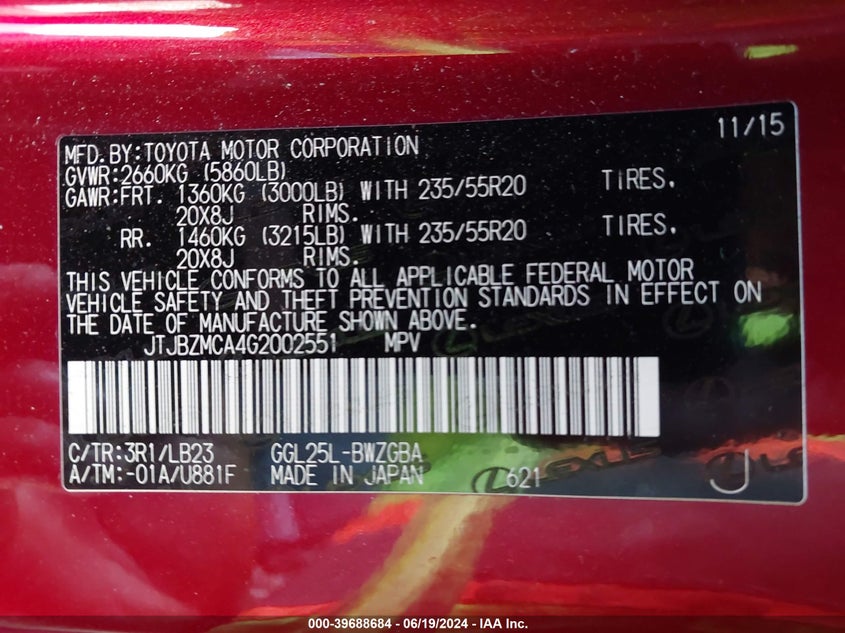 11/15
MFD.BY:TOYOTA MOTOR CORPORATION
GVWR:2660KG (5860LB)
GAWR:FRT. 1360KG (3000LB) WITH 235/55R20 TIRES.
20X8J RIMS.
RR. 1460KG (3215LB) WITH 235/55R20 TIRES.
20X8J RIMS.
THIS VEHICLE CONFORMS TO ALL APPLICABLE FEDERAL MOTOR
VEHICLE SAFETY AND THEFT PREVENTION STANDARDS IN EFFECT ON
THE DATE OF MANUFACTURE SHOWN ABOVE.
JTJBZMCA4G2002551 MPV
C/TR:3R1/LB23 GGL25L-BWZGBA
A/TM:-01A/U881F MADE IN JAPAN 621
LEXUS
J
000-39688684 - 06/19/2024 - IAA Inc.